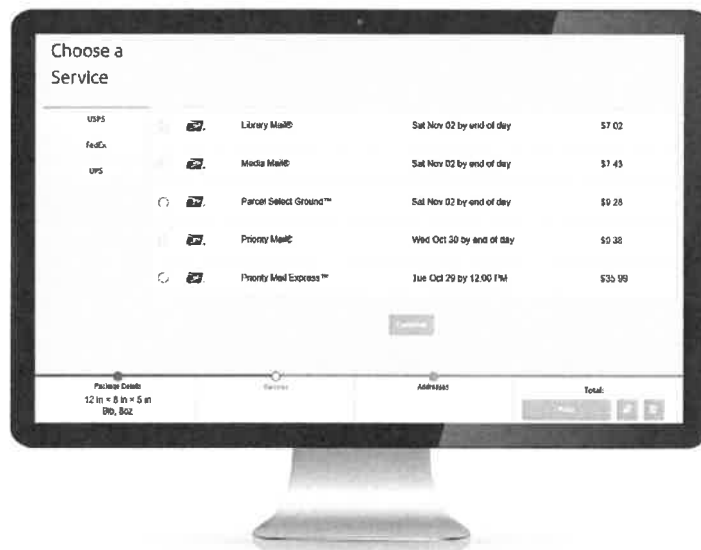 Choose a
Service
USPS
FedEx
UPS
Library Mail® Sat Nov 02 by end of day $7.02
Media Mail® Sat Nov 02 by end of day $7.43
Parcel Select Ground™ Sat Nov 02 by end of day $9.28
Priority Mail® Wed Oct 30 by end of day $9.38
Priority Mail Express™ Tue Oct 29 by 12:00 PM $35.99
Continue
Package Details
12 in × 8 in × 5 in
Services
Addresses
Total: